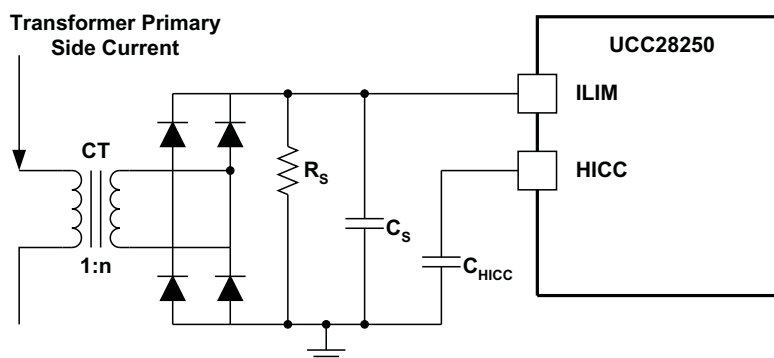 Transformer Primary
Side Current
UCC28250
ILIM
CT
HICC
R_S
C_S
C_HICC
1:n